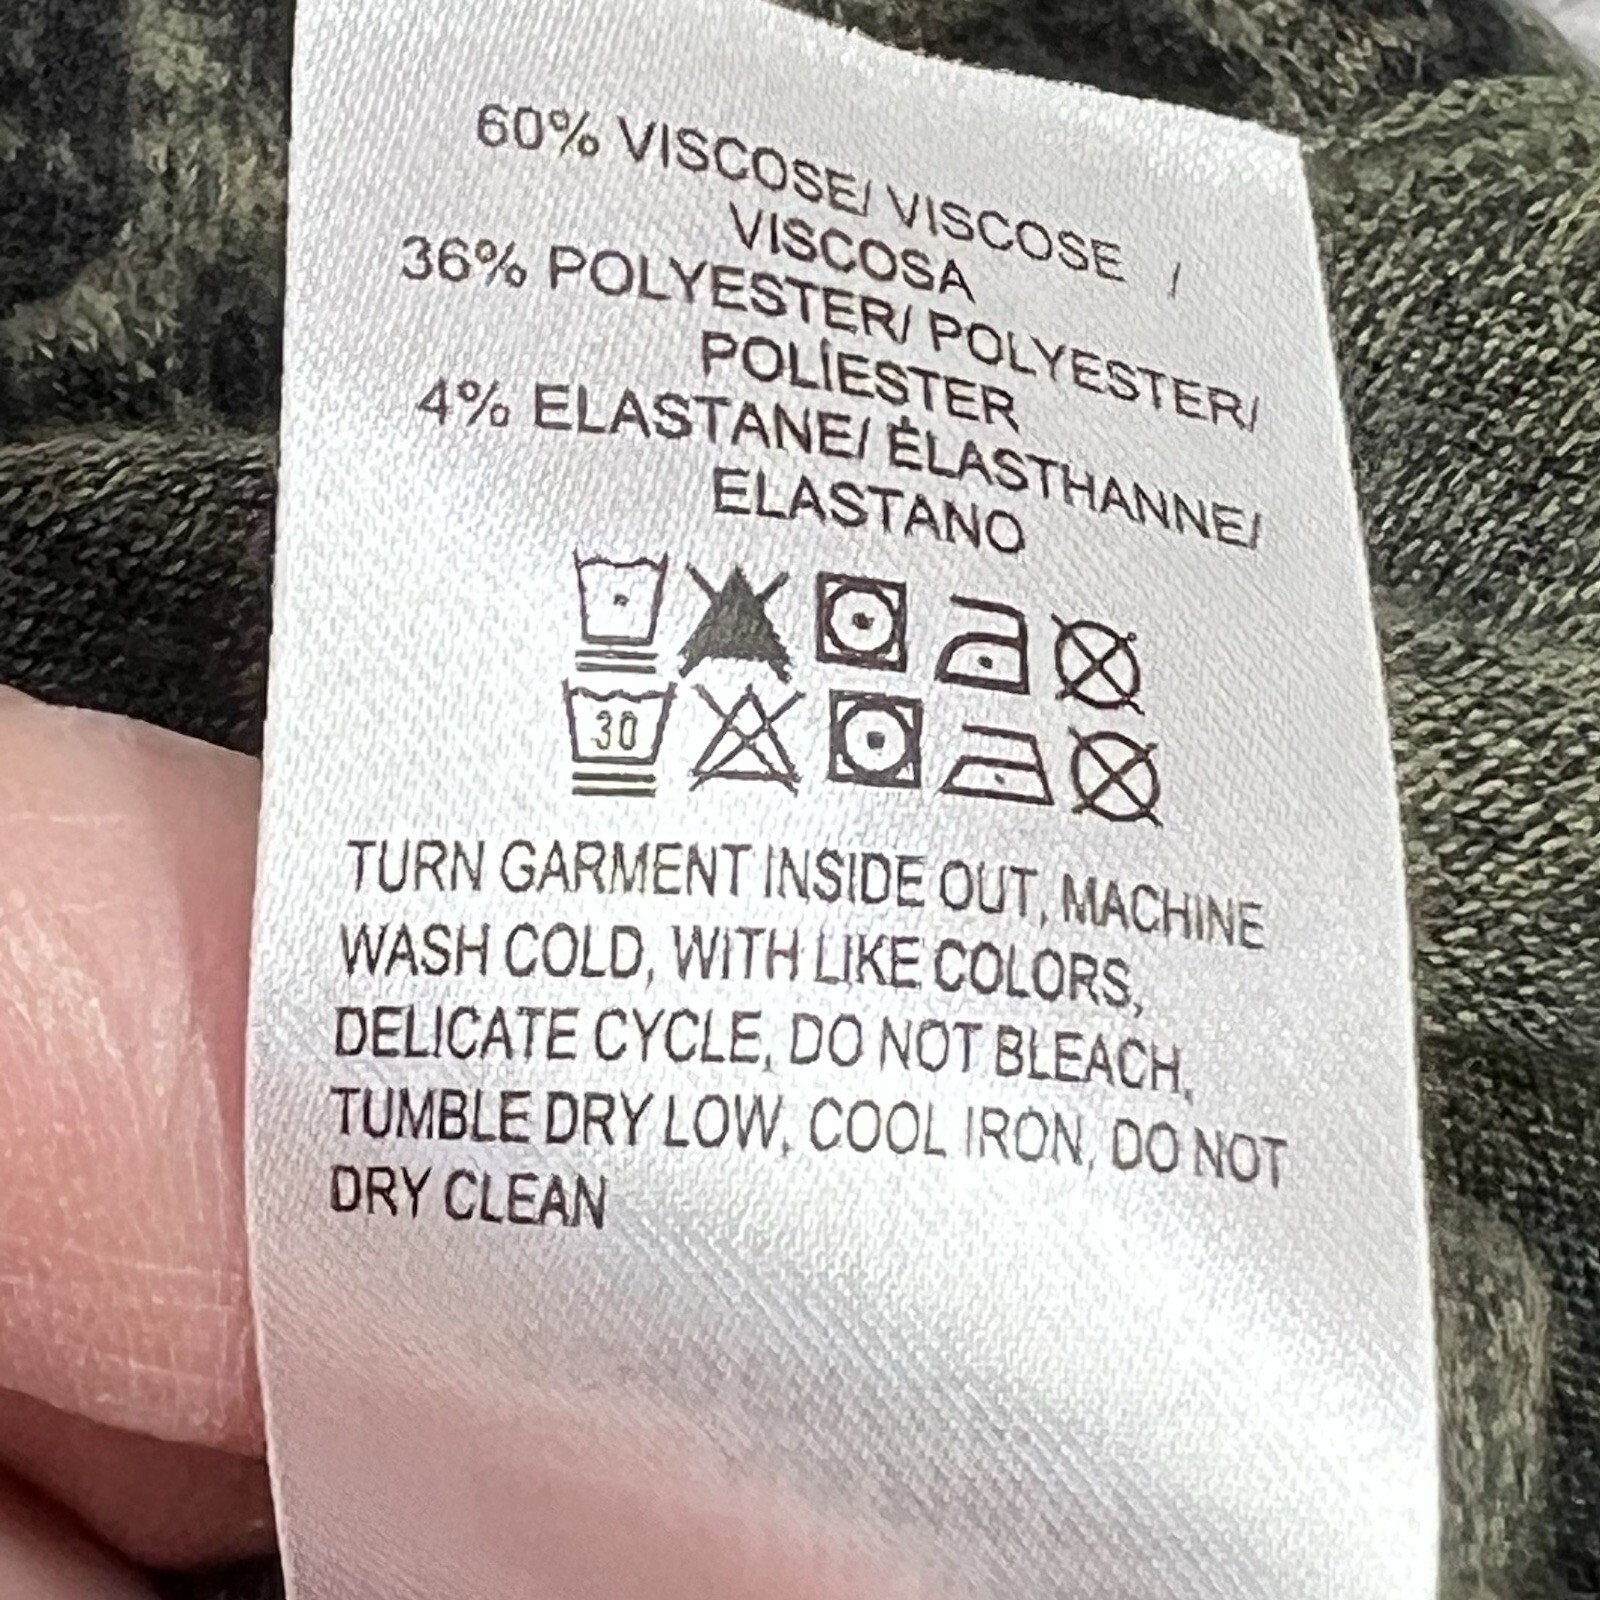 60% VISCOSE/ VISCOSE /
VISCOSA
36% POLYESTER/ POLYESTER/
POLÍESTER
4% ELASTANE/ ÉLASTHANNE/
ELASTANO
30
TURN GARMENT INSIDE OUT, MACHINE
WASH COLD, WITH LIKE COLORS,
DELICATE CYCLE, DO NOT BLEACH,
TUMBLE DRY LOW, COOL IRON, DO NOT
DRY CLEAN